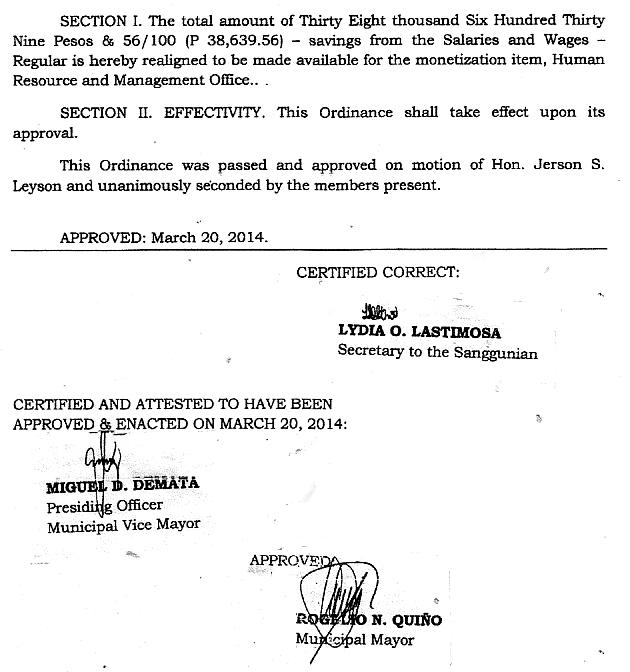 SECTION I. The total amount of Thirty Eight thousand Six Hundred Thirty
Nine Pesos & 56/100 (P 38,639.56) – savings from the Salaries and Wages –
Regular is hereby realigned to be made available for the monetization item, Human
Resource and Management Office.. .
SECTION II. EFFECTIVITY. This Ordinance shall take effect upon its
approval.
This Ordinance was passed and approved on motion of Hon. Jerson S.
Leyson and unanimously seconded by the members present.
APPROVED: March 20, 2014.
CERTIFIED CORRECT:
LYDIA O. LASTIMOSA
Secretary to the Sanggunian
CERTIFIED AND ATTESTED TO HAVE BEEN
APPROVED & ENACTED ON MARCH 20, 2014:
MIGUEL D. DEMATA
Presiding Officer
Municipal Vice Mayor
APPROVED:
ROGELIO N. QUIÑO
Municipal Mayor